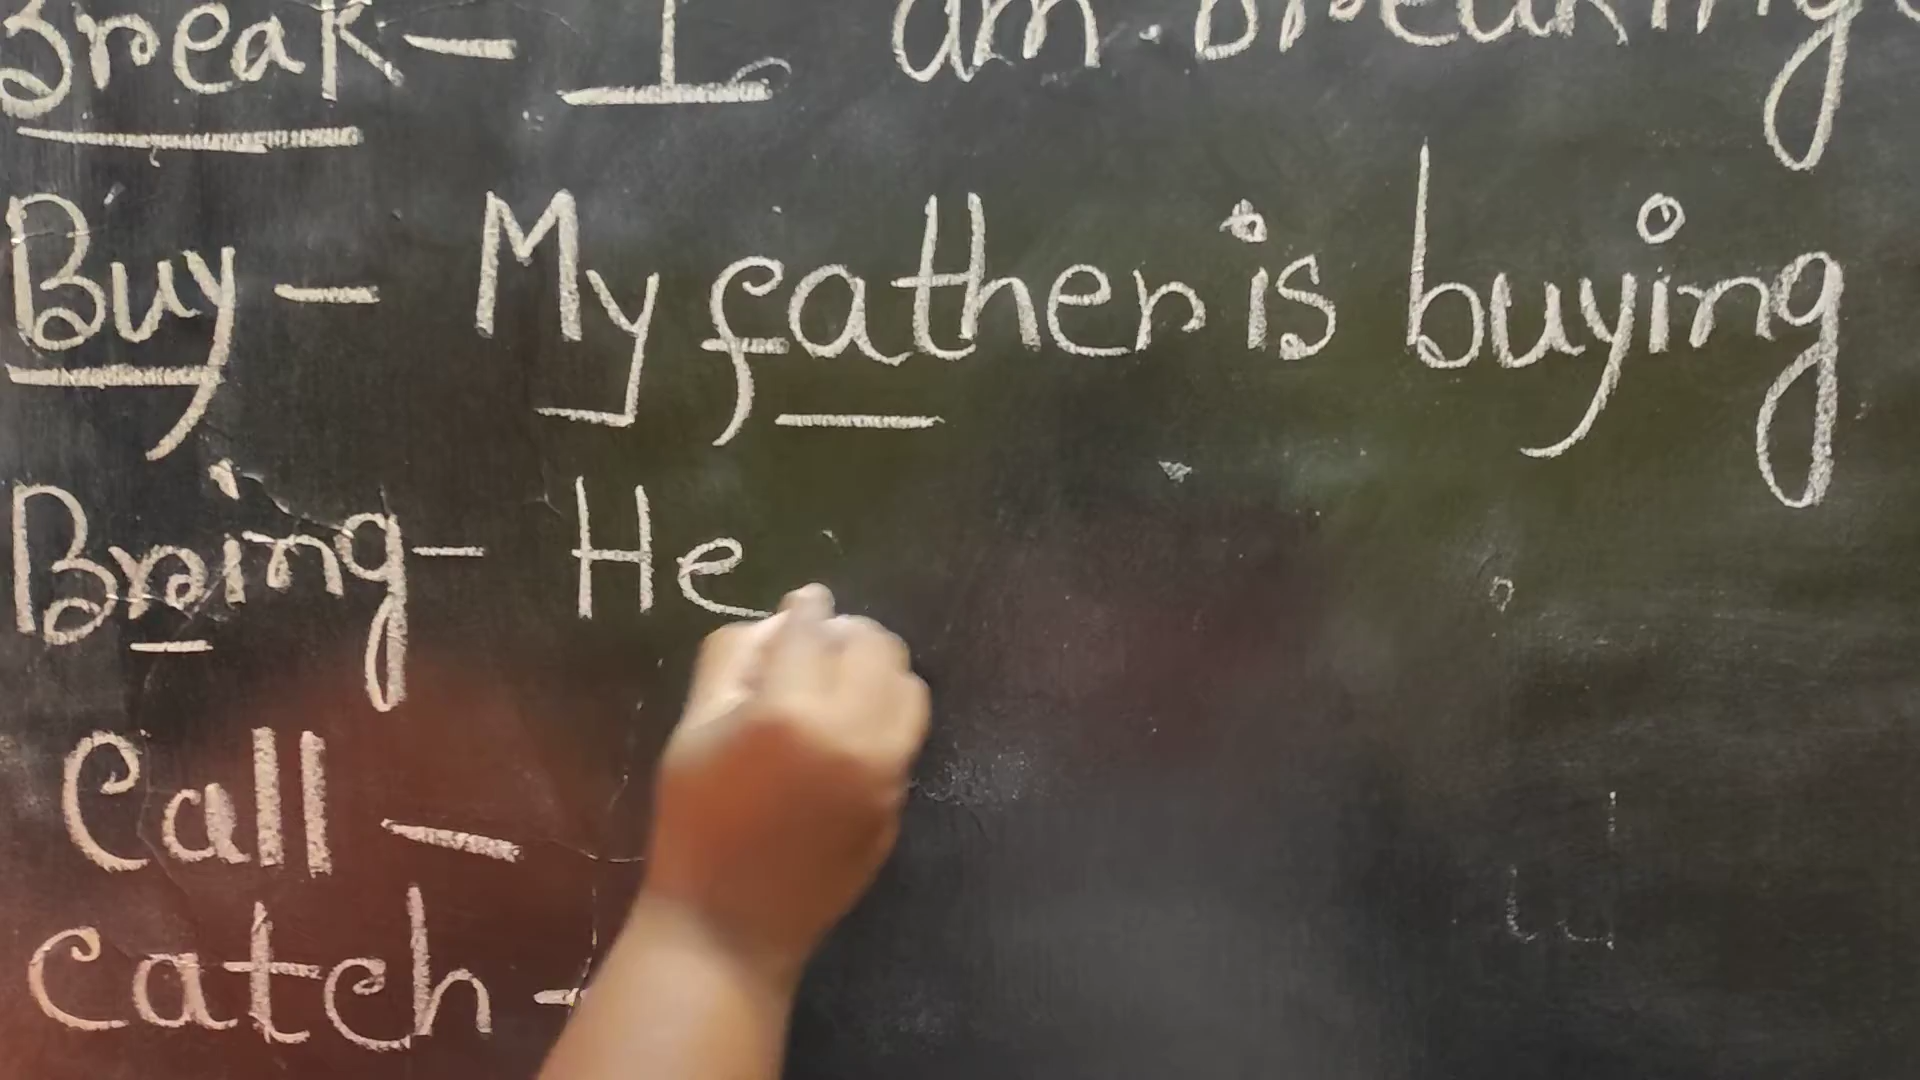 Break — I am breaking
Buy — My father is buying
Bring — He
Call —
Catch -